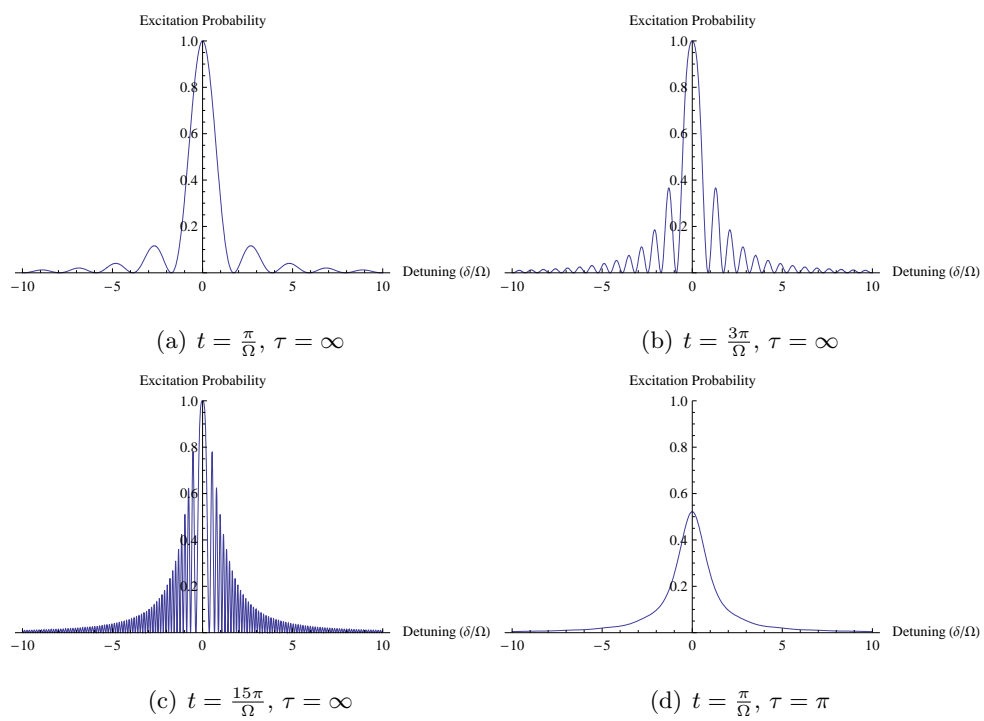 Excitation Probability
1.0
0.8
0.6
0.4
0.2
−10 −5 0 5 10
Detuning (δ/Ω)
(a) t = π/Ω, τ = ∞
Excitation Probability
1.0
0.8
0.6
0.4
0.2
−10 −5 0 5 10
Detuning (δ/Ω)
(b) t = 3π/Ω, τ = ∞
Excitation Probability
1.0
0.8
0.6
0.4
0.2
−10 −5 0 5 10
Detuning (δ/Ω)
(c) t = 15π/Ω, τ = ∞
Excitation Probability
1.0
0.8
0.6
0.4
0.2
−10 −5 0 5 10
Detuning (δ/Ω)
(d) t = π/Ω, τ = π